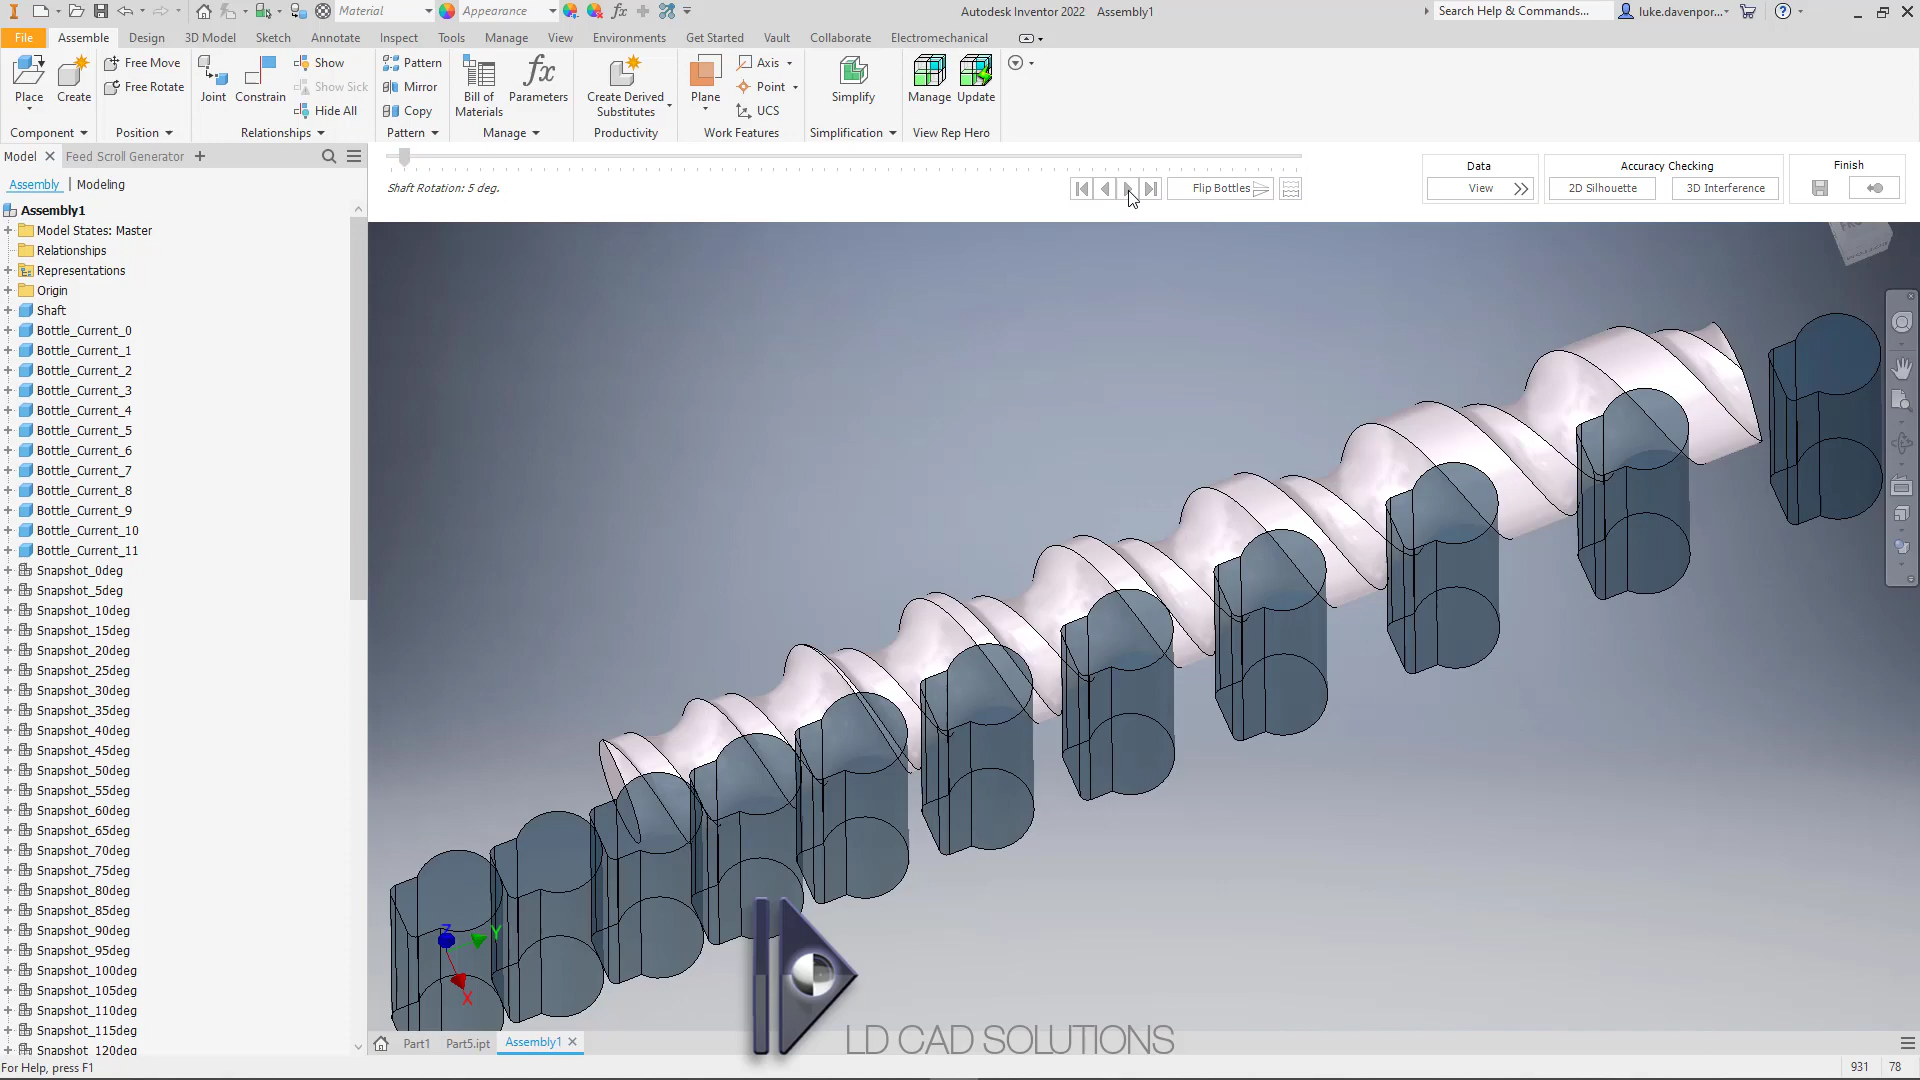 Material
Appearance
Autodesk Inventor 2022 Assembly1
Search Help & Commands...
luke.davenpor...
File Assemble Design 3D Model Sketch Annotate Inspect Tools Manage View Environments Get Started Vault Collaborate Electromechanical
Place
Create
Free Move
Free Rotate
Joint
Constrain
Show
Show Sick
Hide All
Pattern
Mirror
Copy
Bill of
Materials
fx
Parameters
Create Derived
Substitutes
Plane
Axis
Point
UCS
Simplify
Manage
Update
Component
Position
Relationships
Pattern
Manage
Productivity
Work Features
Simplification
View Rep Hero
Model
Feed Scroll Generator
Assembly | Modeling
Assembly1
Model States: Master
Relationships
Representations
Origin
Shaft
Bottle_Current_0
Bottle_Current_1
Bottle_Current_2
Bottle_Current_3
Bottle_Current_4
Bottle_Current_5
Bottle_Current_6
Bottle_Current_7
Bottle_Current_8
Bottle_Current_9
Bottle_Current_10
Bottle_Current_11
Snapshot_0deg
Snapshot_5deg
Snapshot_10deg
Snapshot_15deg
Snapshot_20deg
Snapshot_25deg
Snapshot_30deg
Snapshot_35deg
Snapshot_40deg
Snapshot_45deg
Snapshot_50deg
Snapshot_55deg
Snapshot_60deg
Snapshot_65deg
Snapshot_70deg
Snapshot_75deg
Snapshot_80deg
Snapshot_85deg
Snapshot_90deg
Snapshot_95deg
Snapshot_100deg
Snapshot_105deg
Snapshot_110deg
Snapshot_115deg
Snapshot_120deg
Shaft Rotation: 5 deg.
Flip Bottles
Data
View
Accuracy Checking
2D Silhouette
3D Interference
Finish
Z
Y
X
LD CAD SOLUTIONS
Part1 Part5.ipt Assembly1
For Help, press F1
931 78